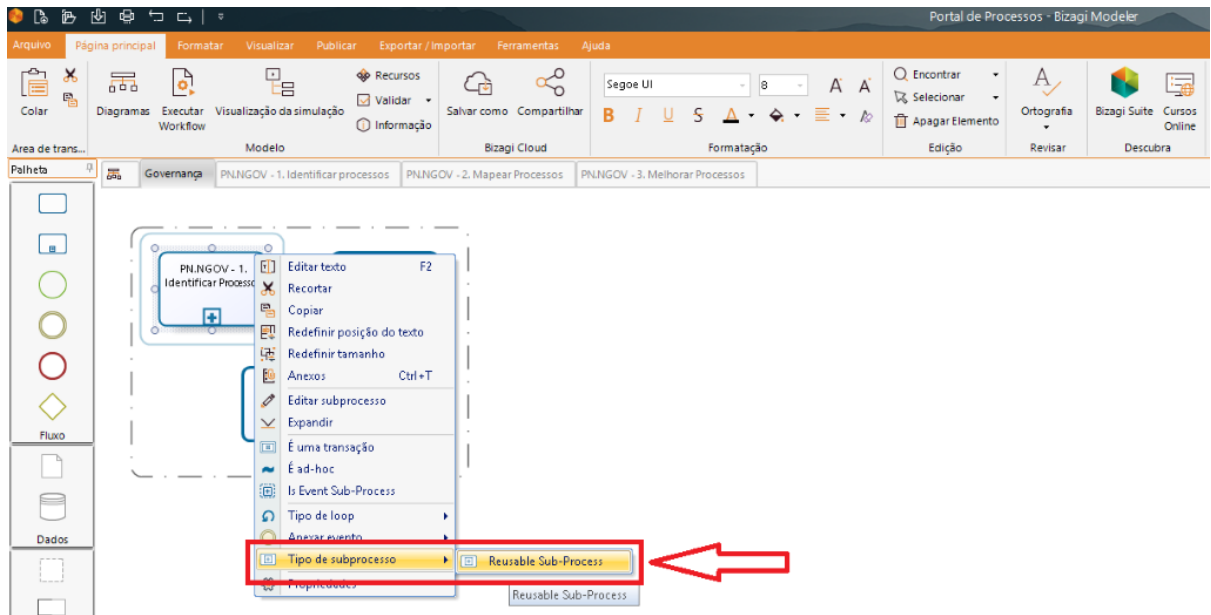 Portal de Processos - Bizagi Modeler
Arquivo Página principal Formatar Visualizar Publicar Exportar / Importar Ferramentas Ajuda
Colar
Diagramas
Executar Workflow
Visualização da simulação
Recursos
Validar
Informação
Salvar como
Compartilhar
Segoe UI 8 A A
B I U S A
Encontrar
Selecionar
Apagar Elemento
A
Ortografia
Bizagi Suite
Cursos Online
Area de trans... Modelo Bizagi Cloud Formatação Edição Revisar Descubra
Palheta
Governança PN.NGOV - 1. Identificar processos PN.NGOV - 2. Mapear Processos PN.NGOV - 3. Melhorar Processos
Fluxo
Dados
PN.NGOV - 1.
Identificar
Editar texto F2
Recortar
Copiar
Redefinir posição do texto
Redefinir tamanho
Anexos Ctrl+T
Editar subprocesso
Expandir
É uma transação
É ad-hoc
Is Event Sub-Process
Tipo de loop
Anexar evento
Tipo de subprocesso
Reusable Sub-Process
Propriedades
Reusable Sub-Process